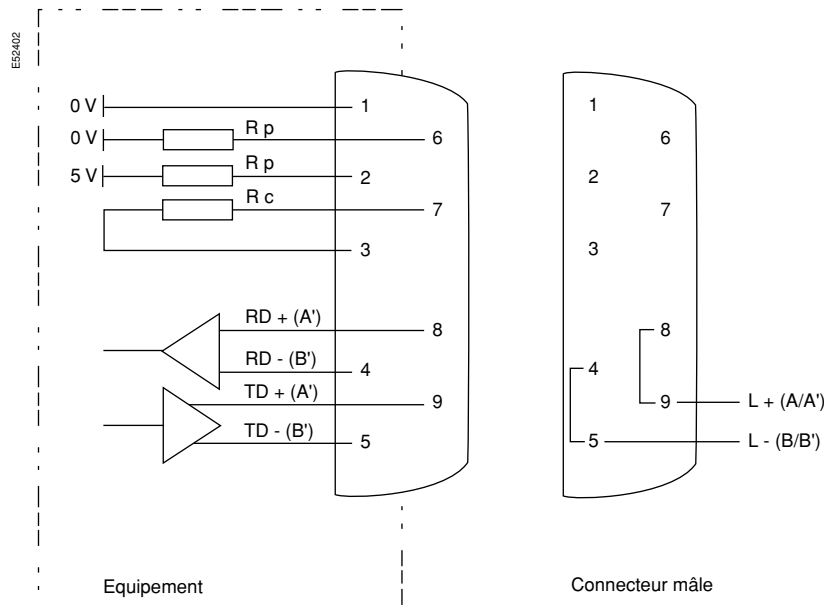 E52402
0 V
1
0 V
R p
6
5 V
R p
2
R c
7
3
RD + (A')
8
RD - (B')
4
TD + (A')
9
TD - (B')
5
Equipement
1
6
2
7
3
8
4
9
L + (A/A')
5
L - (B/B')
Connecteur mâle